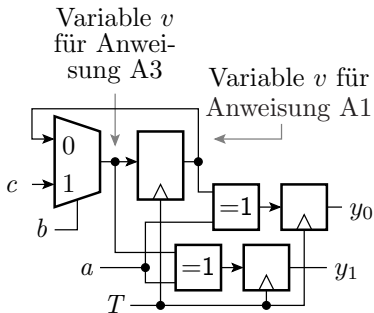 Variable v
für Anwei-
sung A3
Variable v für
Anweisung A1
0
c 1
=1 y0
b
a =1 y1
T